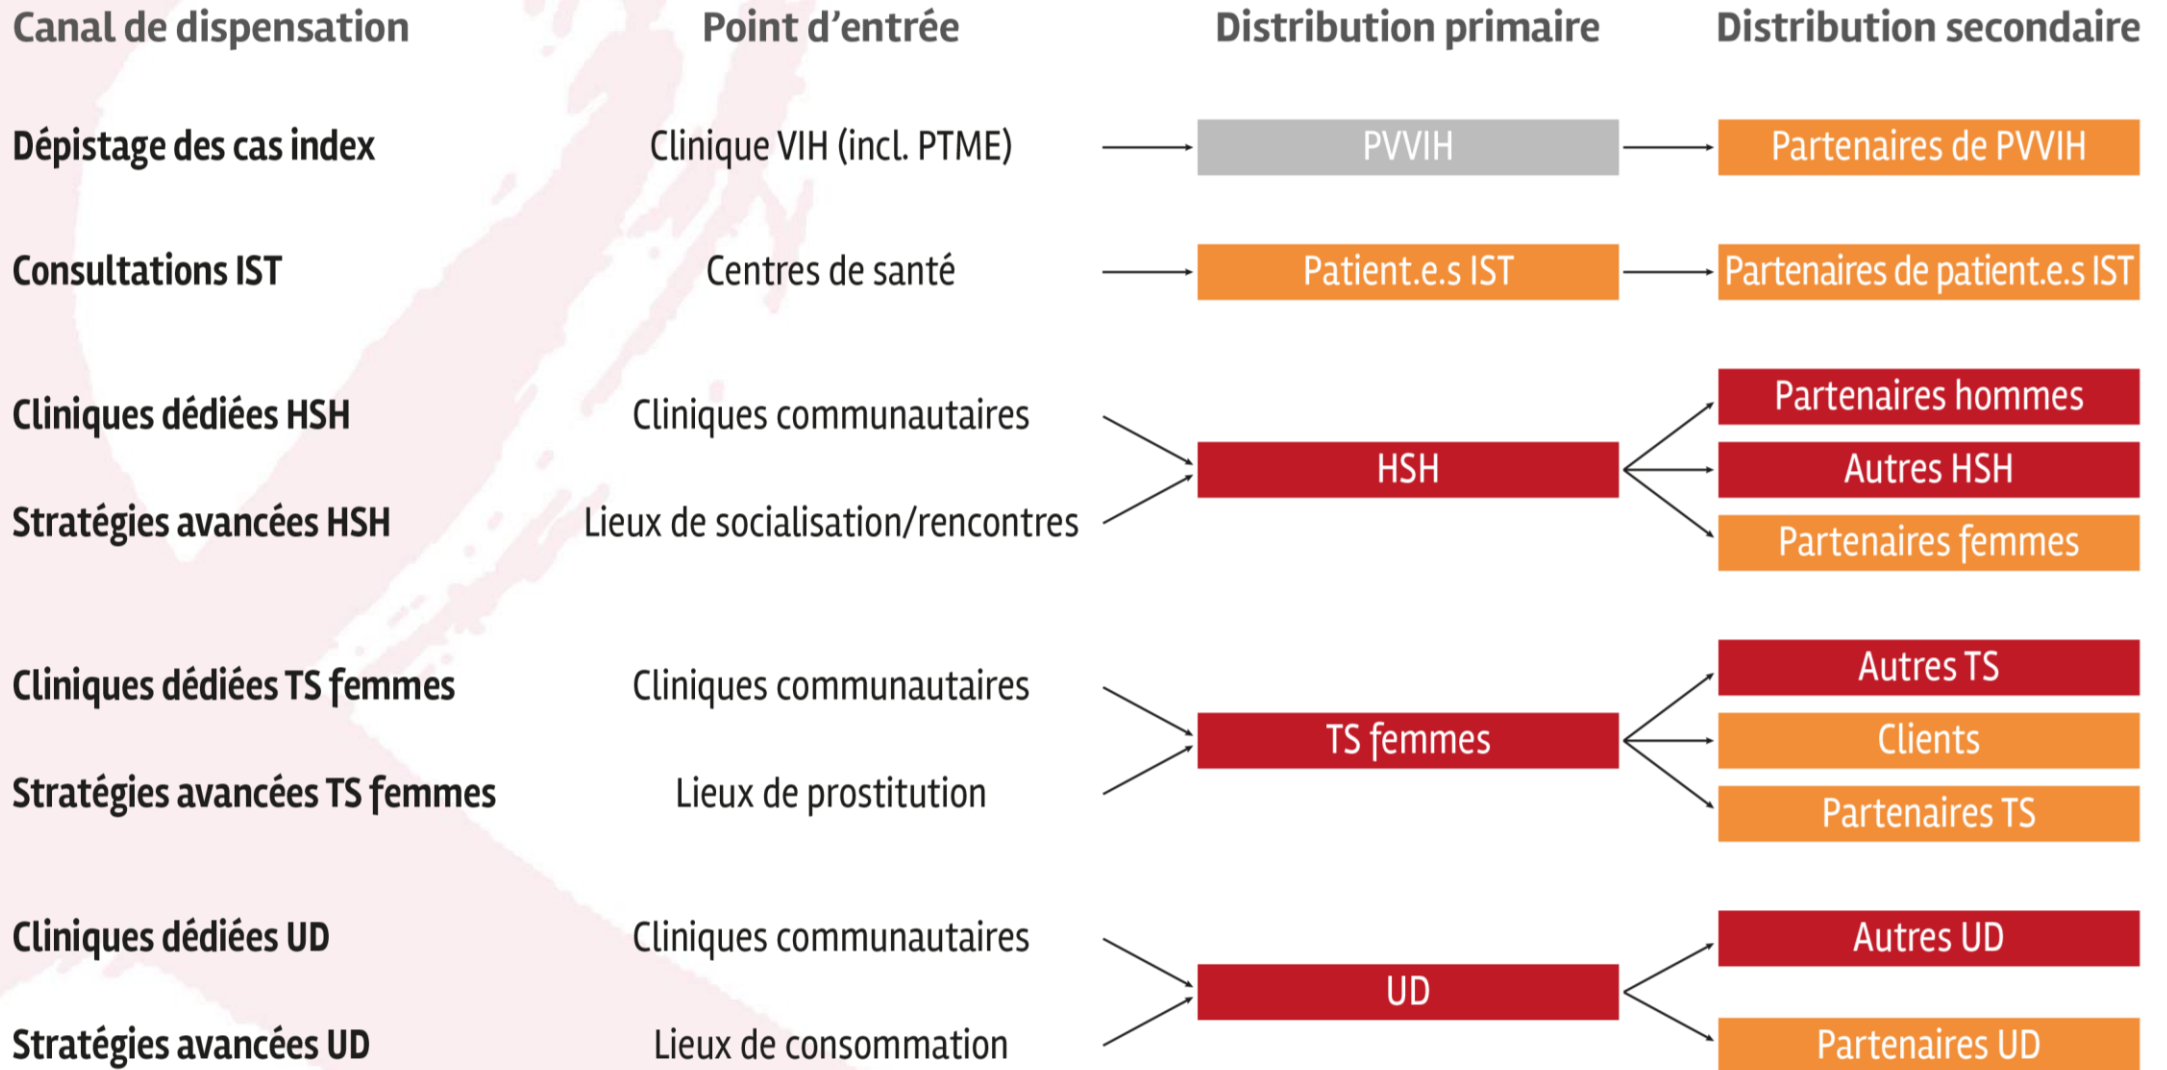 Canal de dispensation Point d’entrée Distribution primaire Distribution secondaire
Dépistage des cas index Clinique VIH (incl. PTME) PVVIH Partenaires de PVVIH
Consultations IST Centres de santé Patient.e.s IST Partenaires de patient.e.s IST
Partenaires hommes
Cliniques dédiées HSH Cliniques communautaires
HSH Autres HSH
Stratégies avancées HSH Lieux de socialisation/rencontres
Partenaires femmes
Autres TS
Cliniques dédiées TS femmes Cliniques communautaires
TS femmes Clients
Stratégies avancées TS femmes Lieux de prostitution
Partenaires TS
Cliniques dédiées UD Cliniques communautaires Autres UD
UD
Stratégies avancées UD Lieux de consommation Partenaires UD